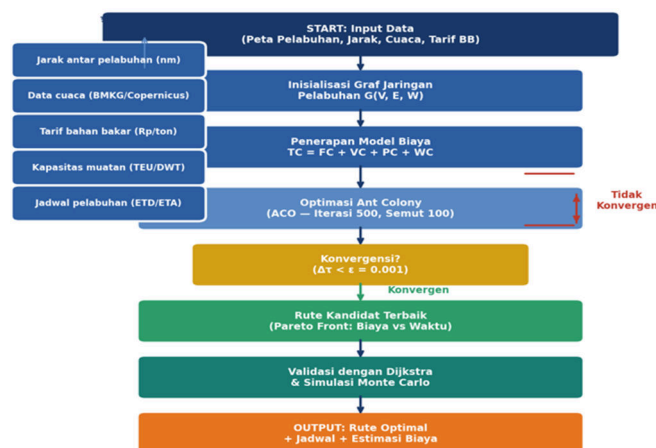 START: Input Data
(Peta Pelabuhan, Jarak, Cuaca, Tarif BB)
Jarak antar pelabuhan (nm)
Data cuaca (BMKG/Copernicus)
Tarif bahan bakar (Rp/ton)
Kapasitas muatan (TEU/DWT)
Jadwal pelabuhan (ETD/ETA)
Inisialisasi Graf Jaringan
Pelabuhan G(V, E, W)
Penerapan Model Biaya
TC = FC + VC + PC + WC
Optimasi Ant Colony
(ACO — Iterasi 500, Semut 100)
Tidak
Konvergen
Konvergensi?
(Δτ < ε = 0.001)
Konvergen
Rute Kandidat Terbaik
(Pareto Front: Biaya vs Waktu)
Validasi dengan Dijkstra
& Simulasi Monte Carlo
OUTPUT: Rute Optimal
+ Jadwal + Estimasi Biaya